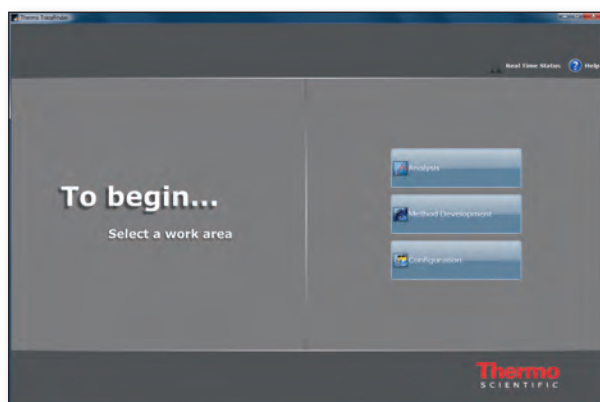 Thermo TraceFinder
Real Time Status ? Help
To begin...
Select a work area
Analysis
Method Development
Configuration
Thermo
SCIENTIFIC